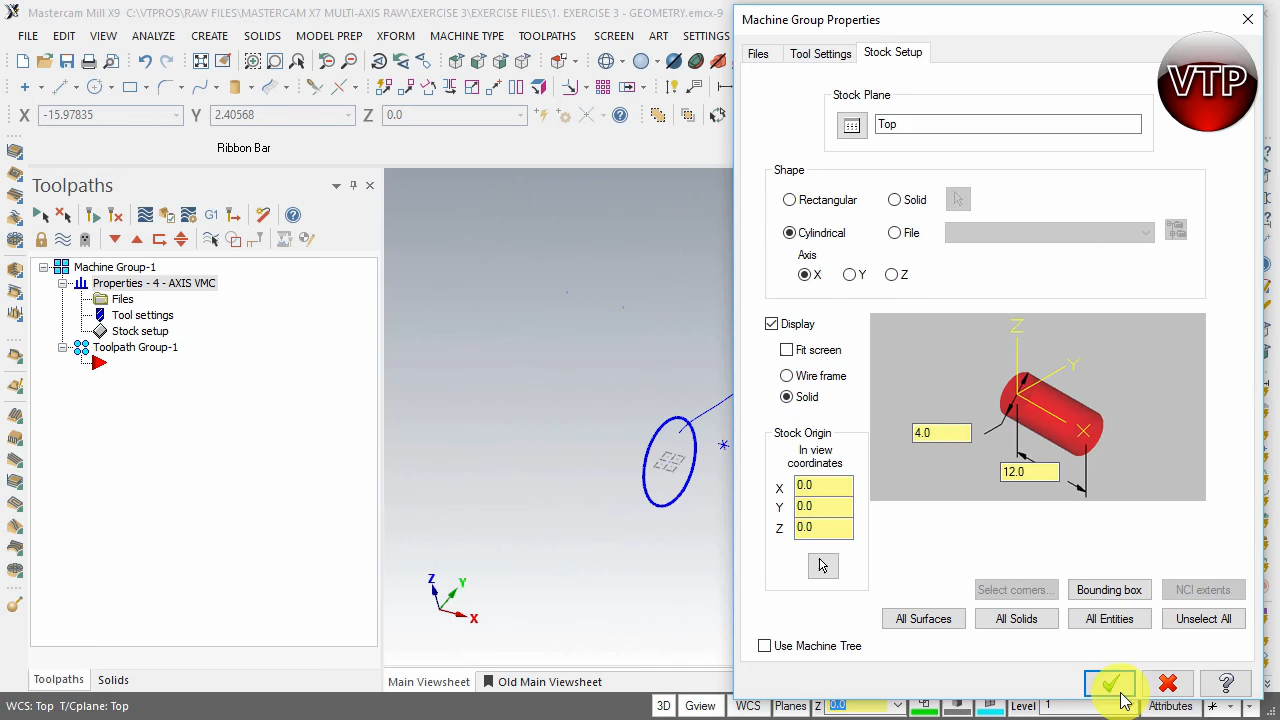 Mastercam Mill X9 C:\VTPROS\RAW FILES\MASTERCAM X7 MULTI-AXIS RAW\EXERCISE 3\EXERCISE FILES\1. EXERCISE 3 - GEOMETRY.emcx-9
FILE EDIT VIEW ANALYZE CREATE SOLIDS MODEL PREP XFORM MACHINE TYPE TOOLPATHS SCREEN ART SETTINGS
X -15.97835 Y 2.40568 Z 0.0
Ribbon Bar
Toolpaths
G1
Machine Group-1
Properties - 4 - AXIS VMC
Files
Tool settings
Stock setup
Toolpath Group-1
Toolpaths Solids
Z
Y
X
Main Viewsheet Old Main Viewsheet
WCS: Top T/Cplane: Top
3D Gview WCS Planes Z 0.0 Level 1 Attributes
Machine Group Properties
Files Tool Settings Stock Setup
VTP
Stock Plane
Top
Shape
Rectangular Solid
Cylindrical File
Axis
X Y Z
Display
Fit screen
Wire frame
Solid
Z
Y
X
4.0
12.0
Stock Origin
In view
coordinates
X 0.0
Y 0.0
Z 0.0
Select corners... Bounding box NCI extents
All Surfaces All Solids All Entities Unselect All
Use Machine Tree